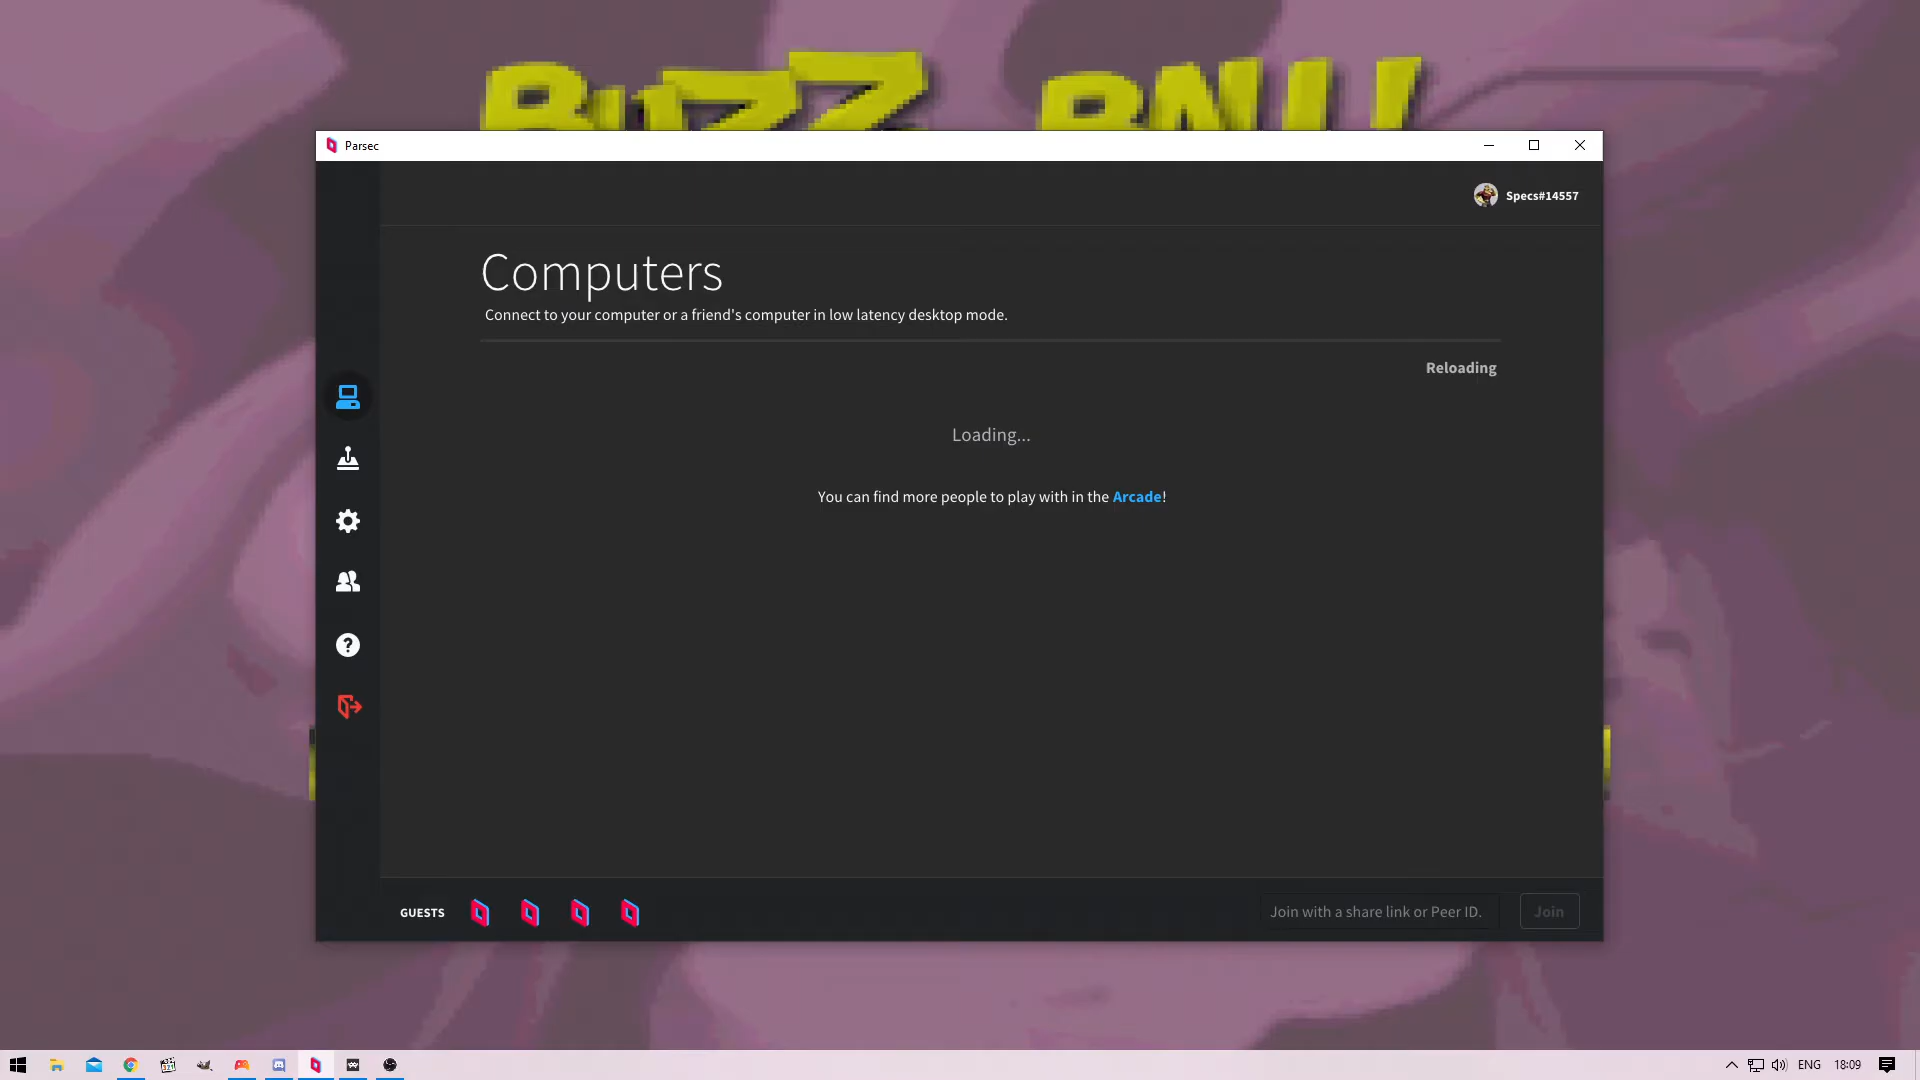 BUZZ
Parsec
Specs#14557
Computers
Connect to your computer or a friend's computer in low latency desktop mode.
Reloading
Loading...
You can find more people to play with in the Arcade!
GUESTS
Join with a share link or Peer ID.
Join
ENG
18:09